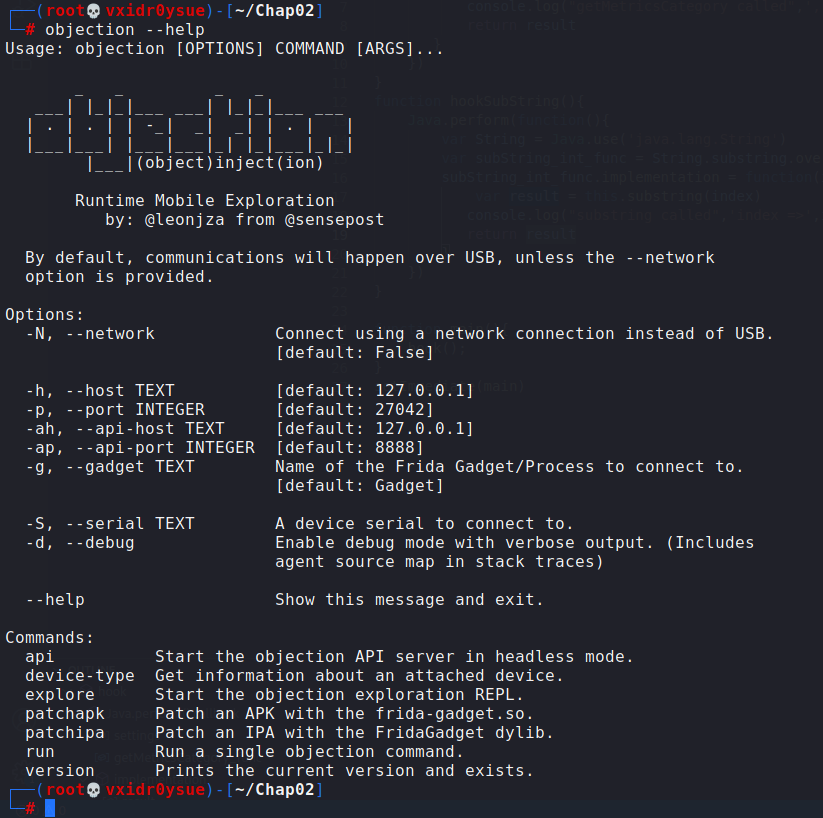 (root💀vxidr0ysue)-[~/Chap02]
# objection --help
Usage: objection [OPTIONS] COMMAND [ARGS]...
     _   _         _   _
 ___| |_|_|___ ___| |_|_|___ ___
| . | . | | -_|  _|  _| | . |   |
|___|___| |___|___|_| |_|___|_|_|
      |___|(object)inject(ion)
Runtime Mobile Exploration
by: @leonjza from @sensepost
By default, communications will happen over USB, unless the --network
option is provided.
Options:
-N, --network Connect using a network connection instead of USB.
[default: False]
-h, --host TEXT [default: 127.0.0.1]
-p, --port INTEGER [default: 27042]
-ah, --api-host TEXT [default: 127.0.0.1]
-ap, --api-port INTEGER [default: 8888]
-g, --gadget TEXT Name of the Frida Gadget/Process to connect to.
[default: Gadget]
-S, --serial TEXT A device serial to connect to.
-d, --debug Enable debug mode with verbose output. (Includes
agent source map in stack traces)
--help Show this message and exit.
Commands:
api Start the objection API server in headless mode.
device-type Get information about an attached device.
explore Start the objection exploration REPL.
patchapk Patch an APK with the frida-gadget.so.
patchipa Patch an IPA with the FridaGadget dylib.
run Run a single objection command.
version Prints the current version and exists.
(root💀vxidr0ysue)-[~/Chap02]
#